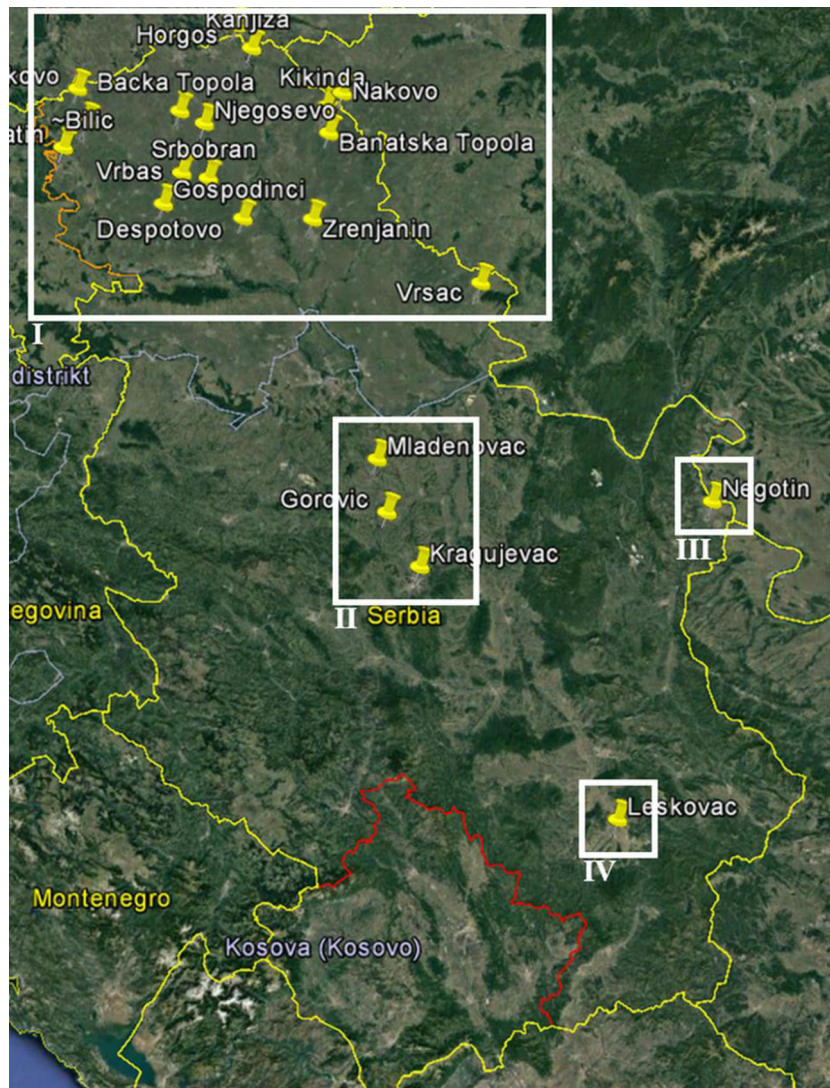 Kanjiza
Horgos
kovo
Backa Topola
Kikinda
Nakovo
~Bilic
Njegosevo
atin
Banatska Topola
Srbobran
Vrbas
Gospodinci
Despotovo
Zrenjanin
Vrsac
I
distrikt
Mladenovac
Gorovic
Negotin
Kragujevac
III
egovina
II
Serbia
Leskovac
IV
Montenegro
Kosova (Kosovo)